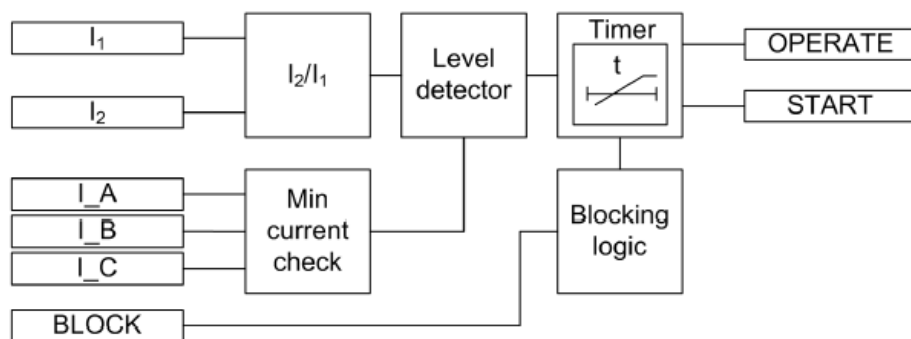 I₁
I₂
I_A
I_B
I_C
BLOCK
I₂/I₁
Min
current
check
Level
detector
Timer
t
Blocking
logic
OPERATE
START